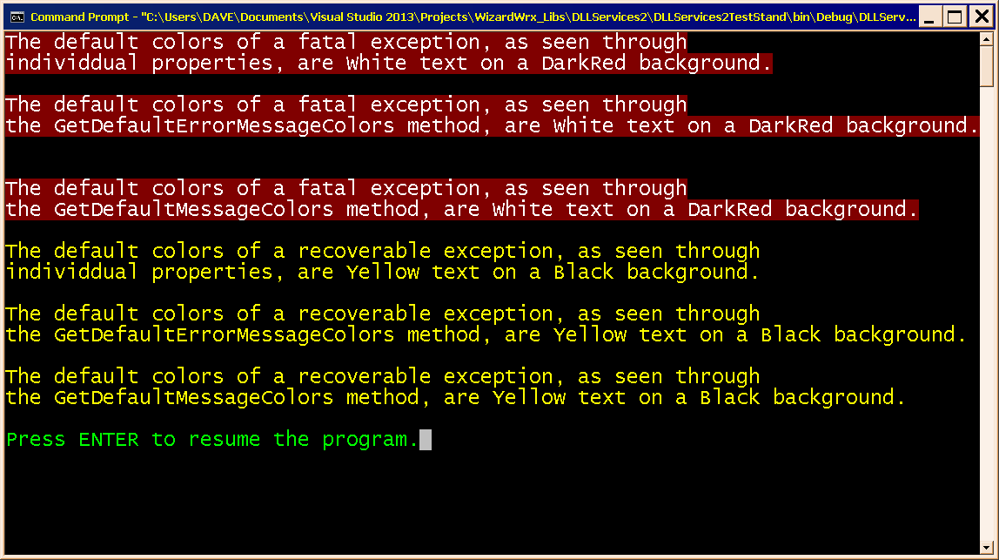 Command Prompt - "C:\Users\DAVE\Documents\Visual Studio 2013\Projects\WizardWrx_Libs\DLLServices2\DLLServices2TestStand\bin\Debug\DLLServ...
The default colors of a fatal exception, as seen through
individdual properties, are White text on a DarkRed background.
The default colors of a fatal exception, as seen through
the GetDefaultErrorMessageColors method, are White text on a DarkRed background.
The default colors of a fatal exception, as seen through
the GetDefaultMessageColors method, are White text on a DarkRed background.
The default colors of a recoverable exception, as seen through
individdual properties, are Yellow text on a Black background.
The default colors of a recoverable exception, as seen through
the GetDefaultErrorMessageColors method, are Yellow text on a Black background.
The default colors of a recoverable exception, as seen through
the GetDefaultMessageColors method, are Yellow text on a Black background.
Press ENTER to resume the program.